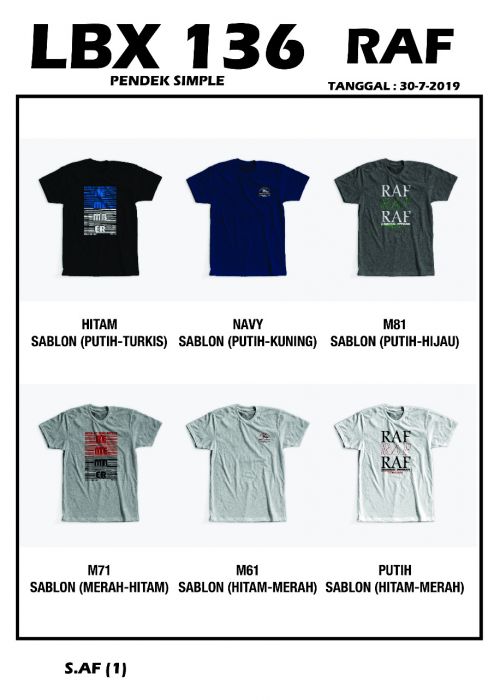 LBX 136 RAF
PENDEK SIMPLE
TANGGAL : 30-7-2019
RAF
RAF
HITAM
SABLON (PUTIH-TURKIS)
NAVY
SABLON (PUTIH-KUNING)
M81
SABLON (PUTIH-HIJAU)
RAF
RAF
RAF
M71
SABLON (MERAH-HITAM)
M61
SABLON (HITAM-MERAH)
PUTIH
SABLON (HITAM-MERAH)
S.AF (1)